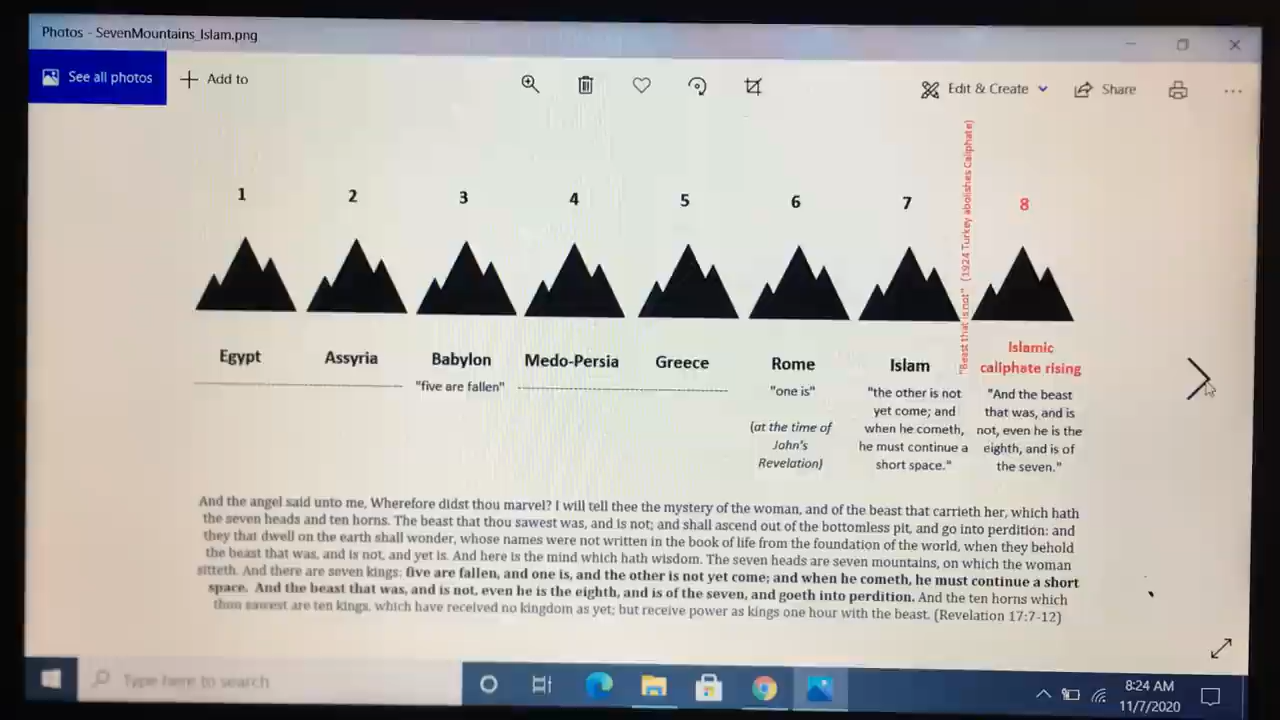 Photos - SevenMountains_Islam.png
See all photos
Add to
Edit & Create
Share
1
2
3
4
5
6
7
8
"Beast that is not" (1924 Turkey abolishes Caliphate)
Egypt
Assyria
Babylon
Medo-Persia
Greece
Rome
Islam
Islamic
caliphate rising
"five are fallen"
"one is"
(at the time of
John's
Revelation)
"the other is not
yet come; and
when he cometh,
he must continue a
short space."
"And the beast
that was, and is
not, even he is the
eighth, and is of
the seven."
And the angel said unto me, Wherefore didst thou marvel? I will tell thee the mystery of the woman, and of the beast that carrieth her, which hath
the seven heads and ten horns. The beast that thou sawest was, and is not; and shall ascend out of the bottomless pit, and go into perdition: and
they that dwell on the earth shall wonder, whose names were not written in the book of life from the foundation of the world, when they behold
the beast that was, and is not, and yet is. And here is the mind which hath wisdom. The seven heads are seven mountains, on which the woman
sitteth. And there are seven kings: five are fallen, and one is, and the other is not yet come; and when he cometh, he must continue a short
space. And the beast that was, and is not, even he is the eighth, and is of the seven, and goeth into perdition. And the ten horns which
thou sawest are ten kings, which have received no kingdom as yet; but receive power as kings one hour with the beast. (Revelation 17:7-12)
Type here to search
8:24 AM
11/7/2020